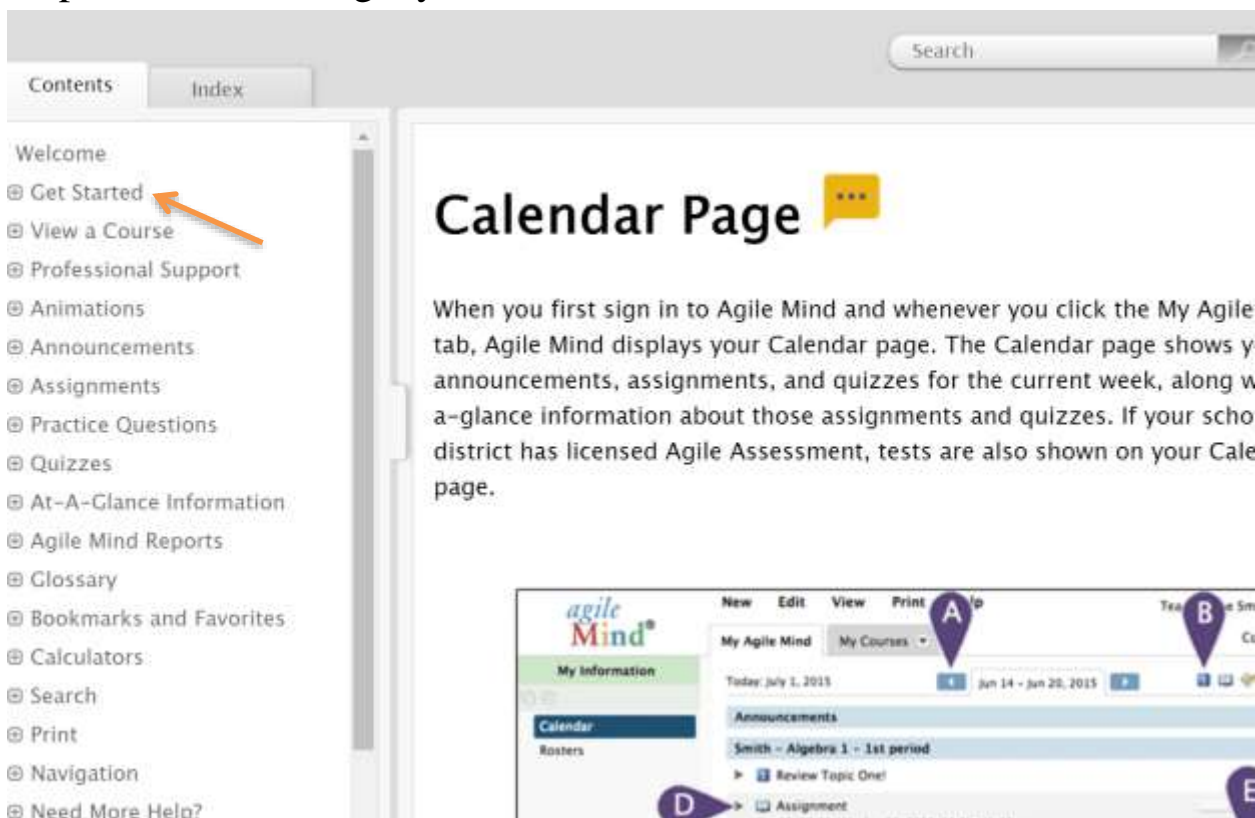 Search
Contents
Index
Welcome
Get Started
View a Course
Professional Support
Animations
Announcements
Assignments
Practice Questions
Quizzes
At-A-Glance Information
Agile Mind Reports
Glossary
Bookmarks and Favorites
Calculators
Search
Print
Navigation
Need More Help?
Calendar Page
When you first sign in to Agile Mind and whenever you click the My Agile
tab, Agile Mind displays your Calendar page. The Calendar page shows y
announcements, assignments, and quizzes for the current week, along w
a-glance information about those assignments and quizzes. If your scho
district has licensed Agile Assessment, tests are also shown on your Cale
page.
agile
Mind®
New Edit View Print
A
B
My Agile Mind My Courses
My Information
Today: July 1, 2015
Jun 14 - Jun 20, 2015
Calendar
Rosters
Announcements
Smith - Algebra 1 - 1st period
Review Topic One!
D
Assignment
E